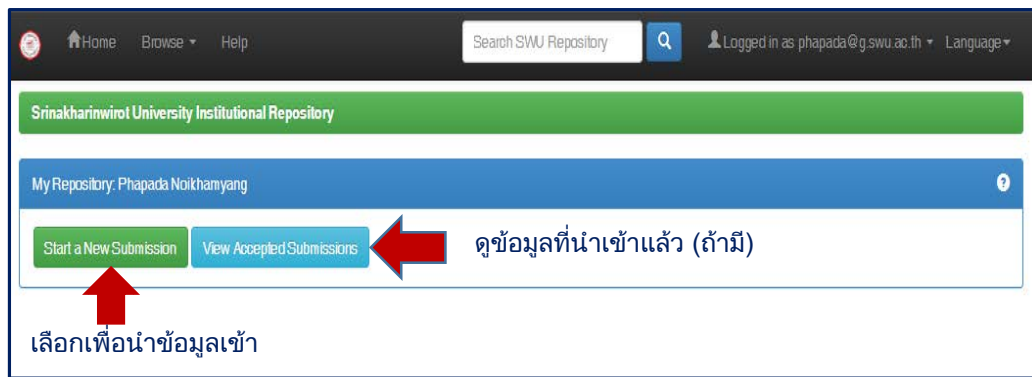 Home Browse Help Search SWU Repository Logged in as phapada@g.swu.ac.th Language
Srinakharinwirot University Institutional Repository
My Repository: Phapada Noikhamyang ?
Start a New Submission View Accepted Submissions ดูข้อมูลที่นำเข้าแล้ว (ถ้ามี)
เลือกเพื่อนำข้อมูลเข้า